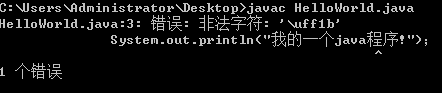 C:\Users\Administrator\Desktop>javac HelloWorld.java
HelloWorld.java:3: 错误: 非法字符: '\uff1b'
System.out.println("我的一个java程序!")；
^
1 个错误